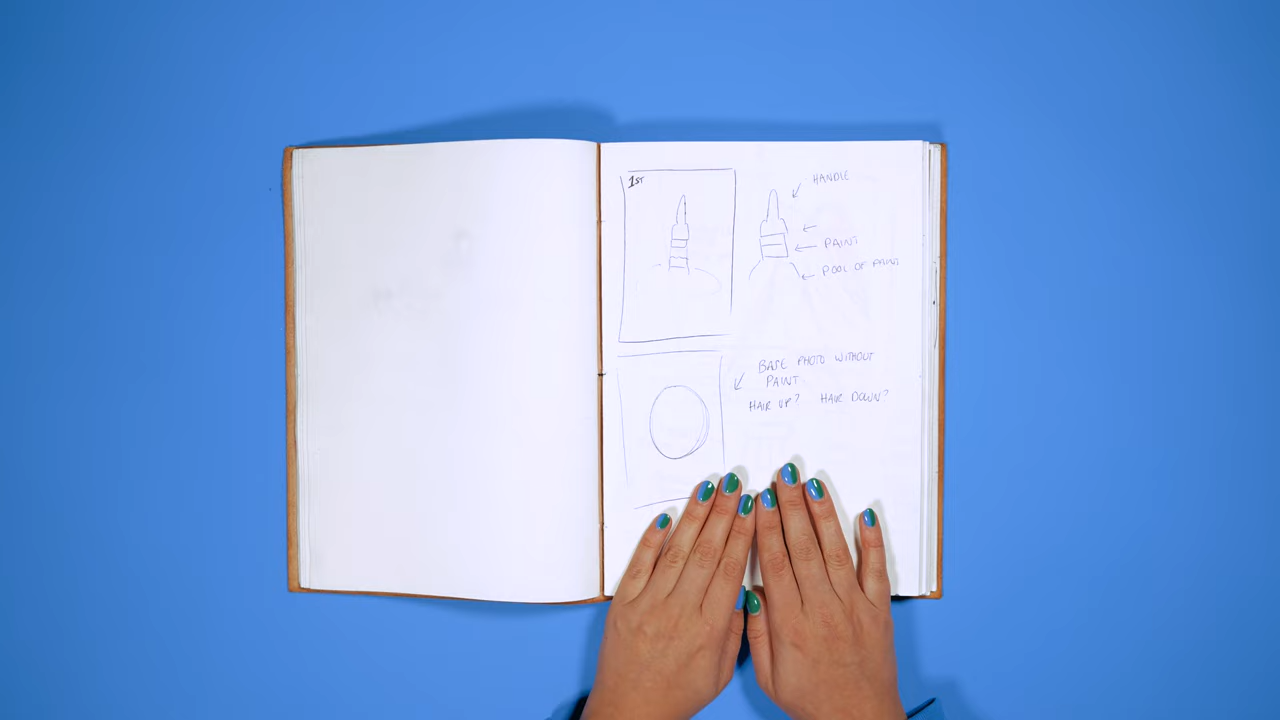 1ST
HANDLE
PAINT
POOL OF PAINT
BASE PHOTO WITHOUT
PAINT
HAIR UP? HAIR DOWN?